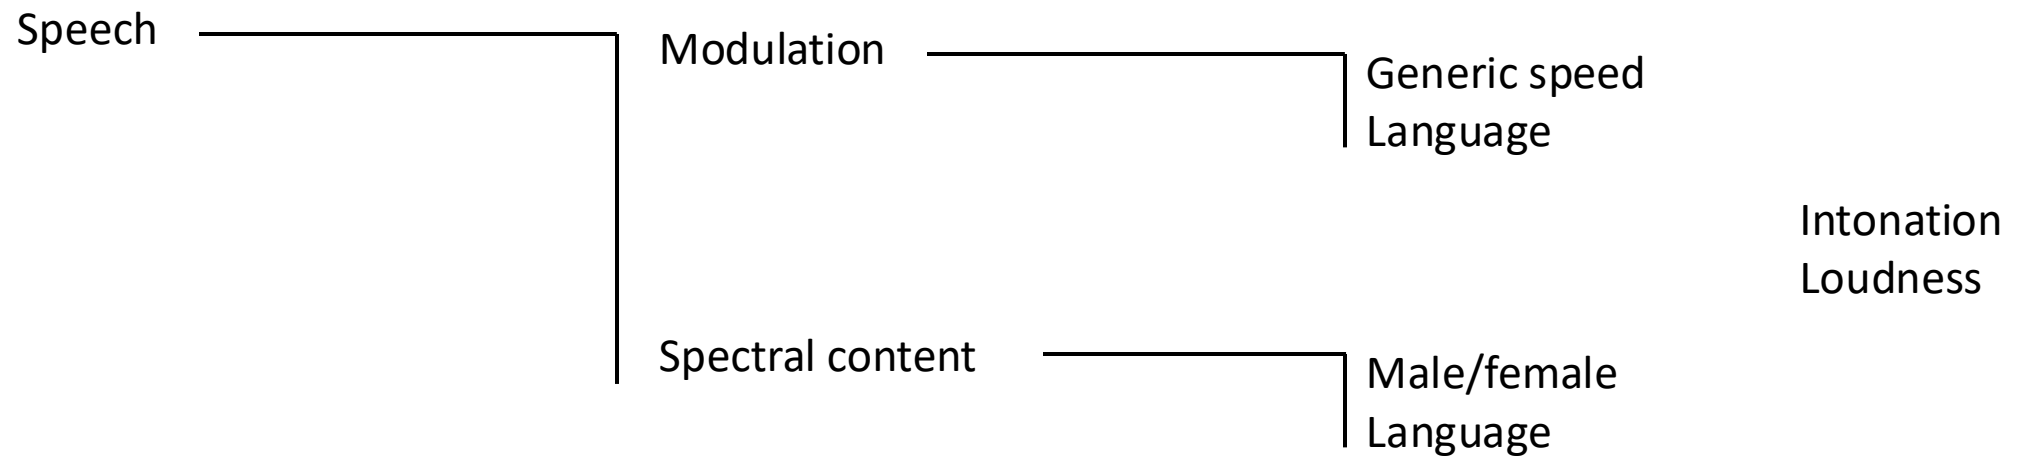 Speech
Modulation
Generic speed
Language
Intonation
Loudness
Spectral content
Male/female
Language